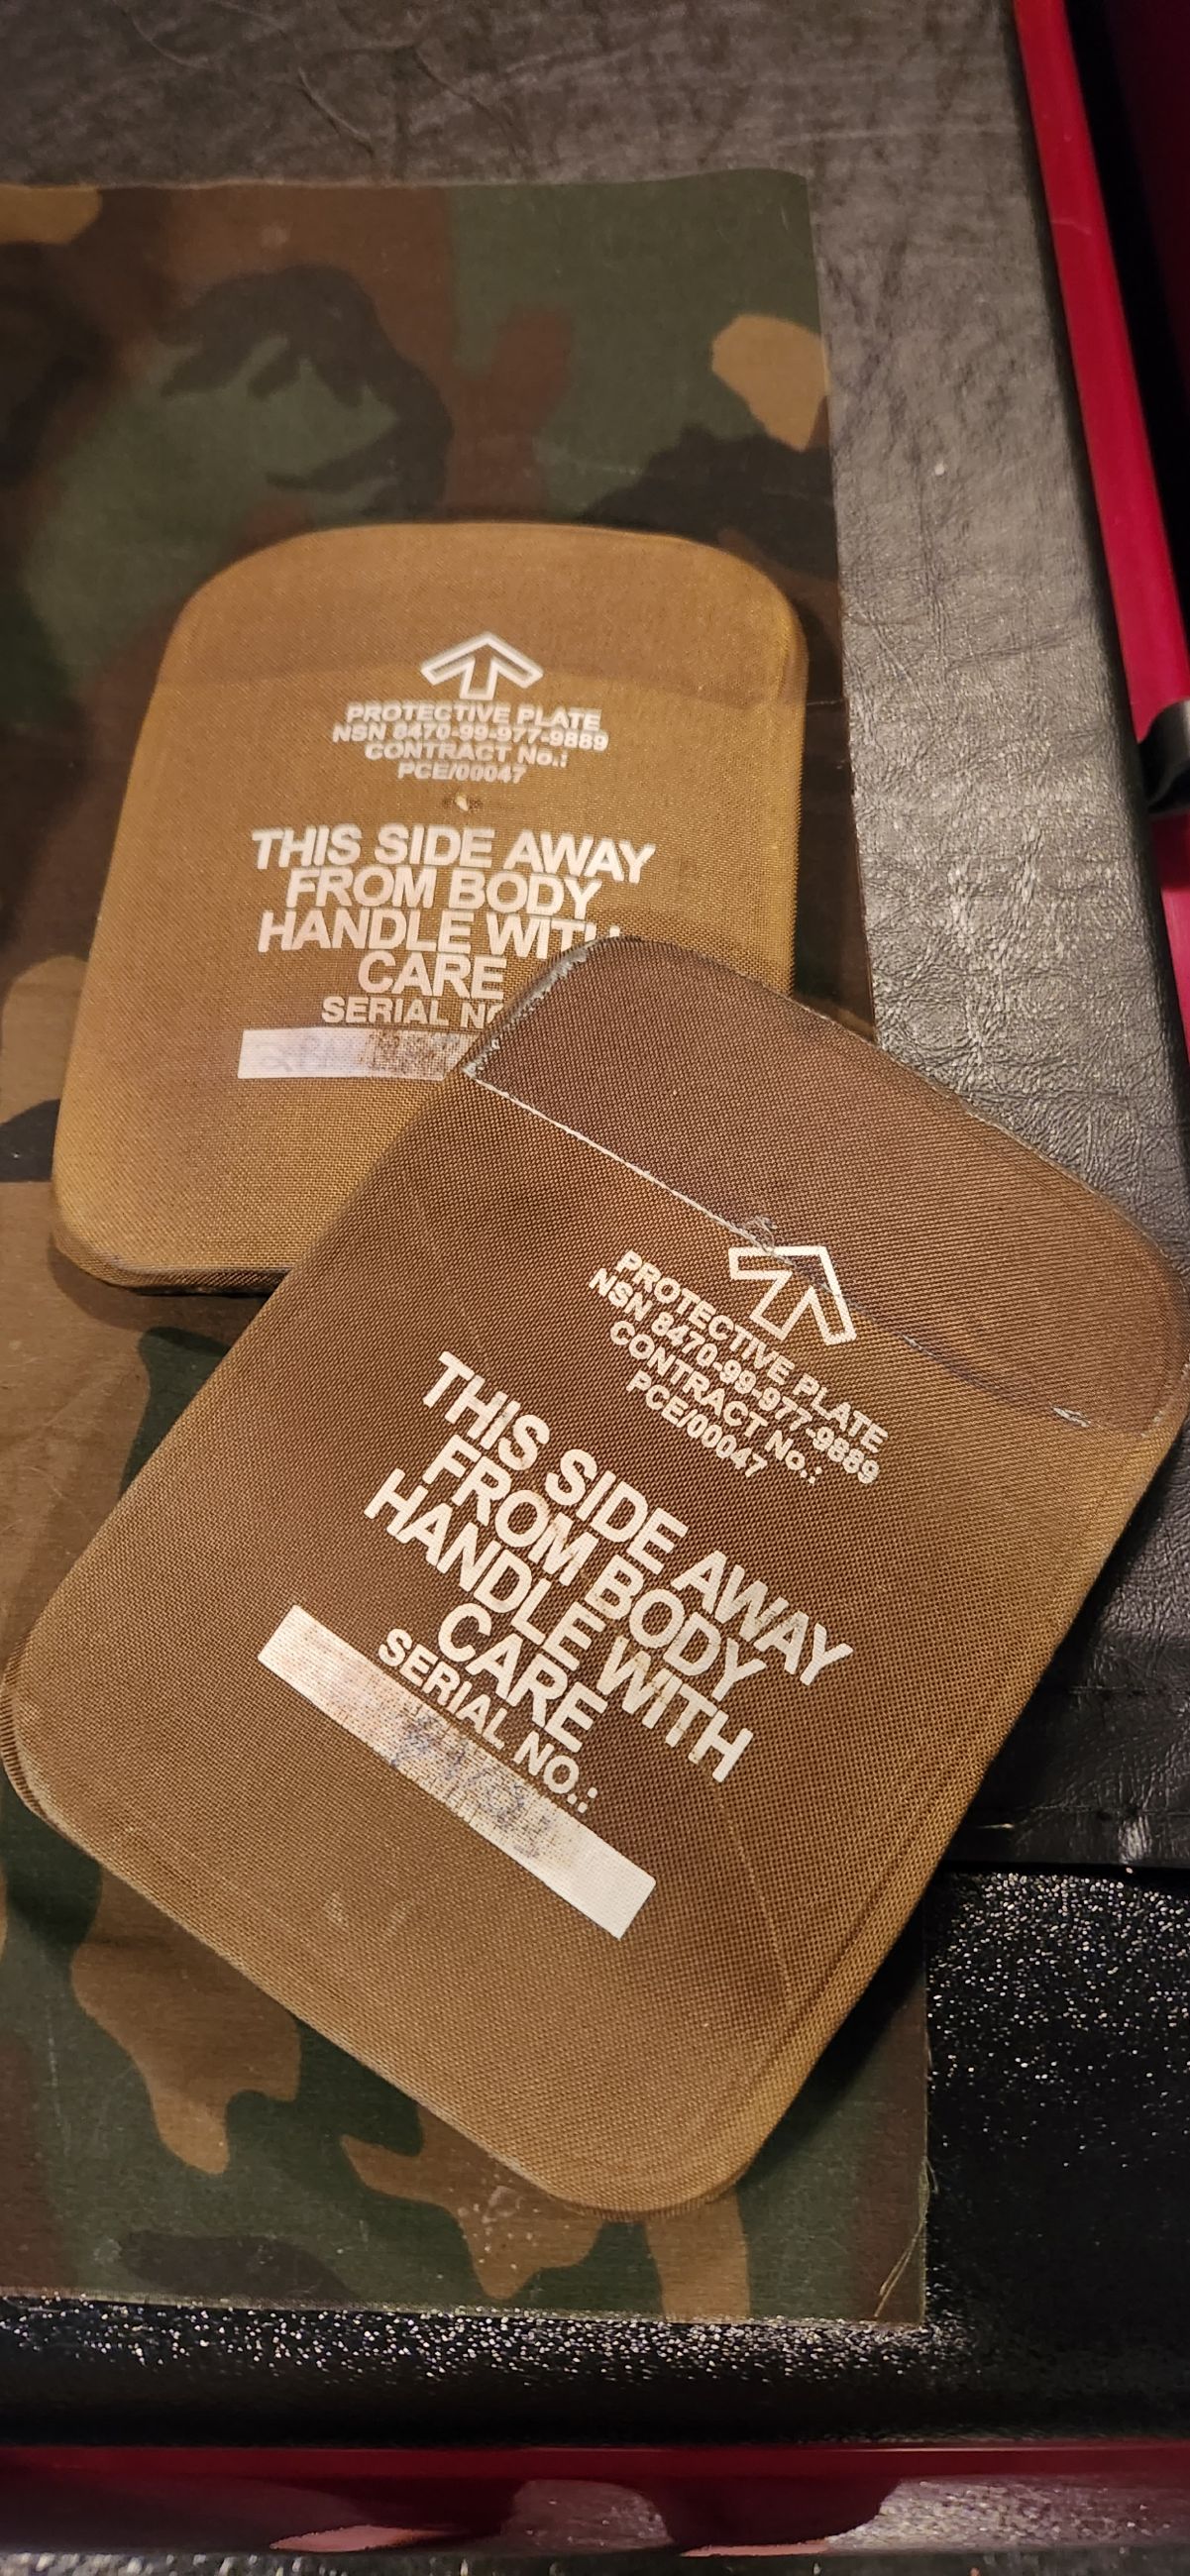 PROTECTIVE PLATE
NSN 8470-99-977-9889
CONTRACT No.:
PCE/00047
THIS SIDE AWAY
FROM BODY
HANDLE WITH
CARE
SERIAL
PROTECTIVE PLATE
NSN 8470-99-977-9889
CONTRACT No.:
PCE/00047
THIS SIDE AWAY
FROM BODY
HANDLE WITH
CARE
SERIAL NO.: